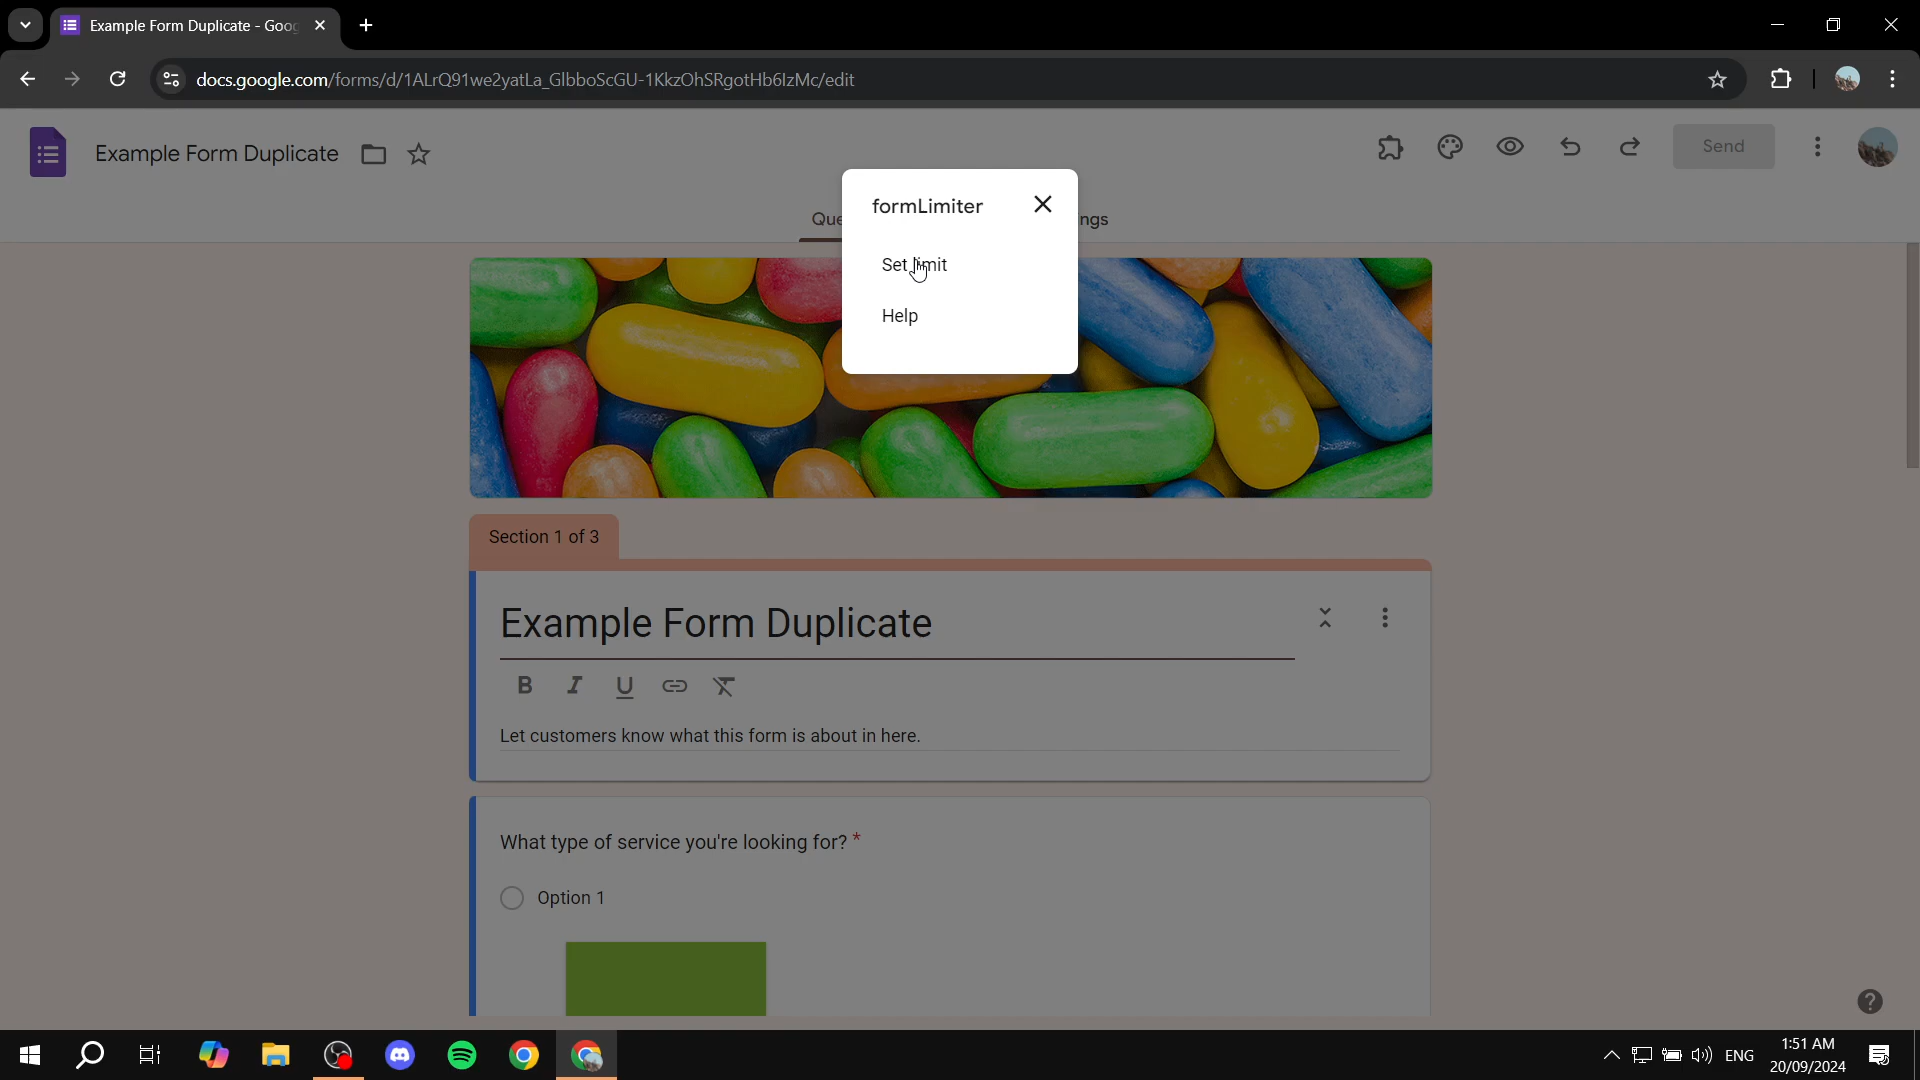 Example Form Duplicate - Goog
docs.google.com/forms/d/1ALrQ91we2yatLa_GlbboScGU-1KkzOhSRgotHb6IzMc/edit
Example Form Duplicate
Send
formLimiter
Que
ngs
Set limit
Help
Section 1 of 3
Example Form Duplicate
B I U
Let customers know what this form is about in here.
What type of service you're looking for? *
Option 1
ENG
1:51 AM
20/09/2024